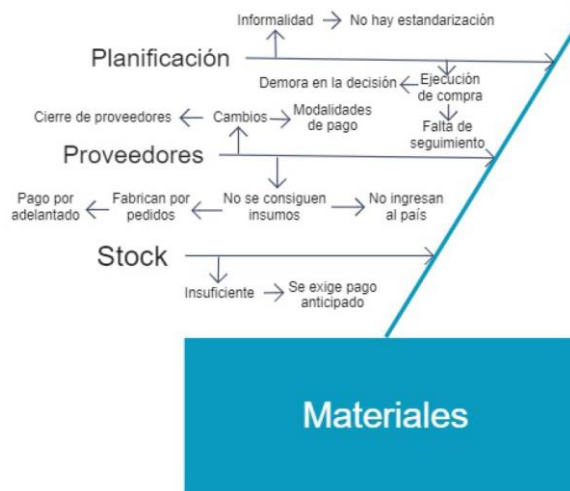 Informalidad
No hay estandarización
Planificación
Demora en la decisión
Ejecución
de compra
Cierre de proveedores
Cambios
Modalidades
de pago
Falta de
seguimiento
Proveedores
Pago por
adelantado
Fabrican por
pedidos
No se consiguen
insumos
No ingresan
al país
Stock
Insuficiente
Se exige pago
anticipado
Materiales